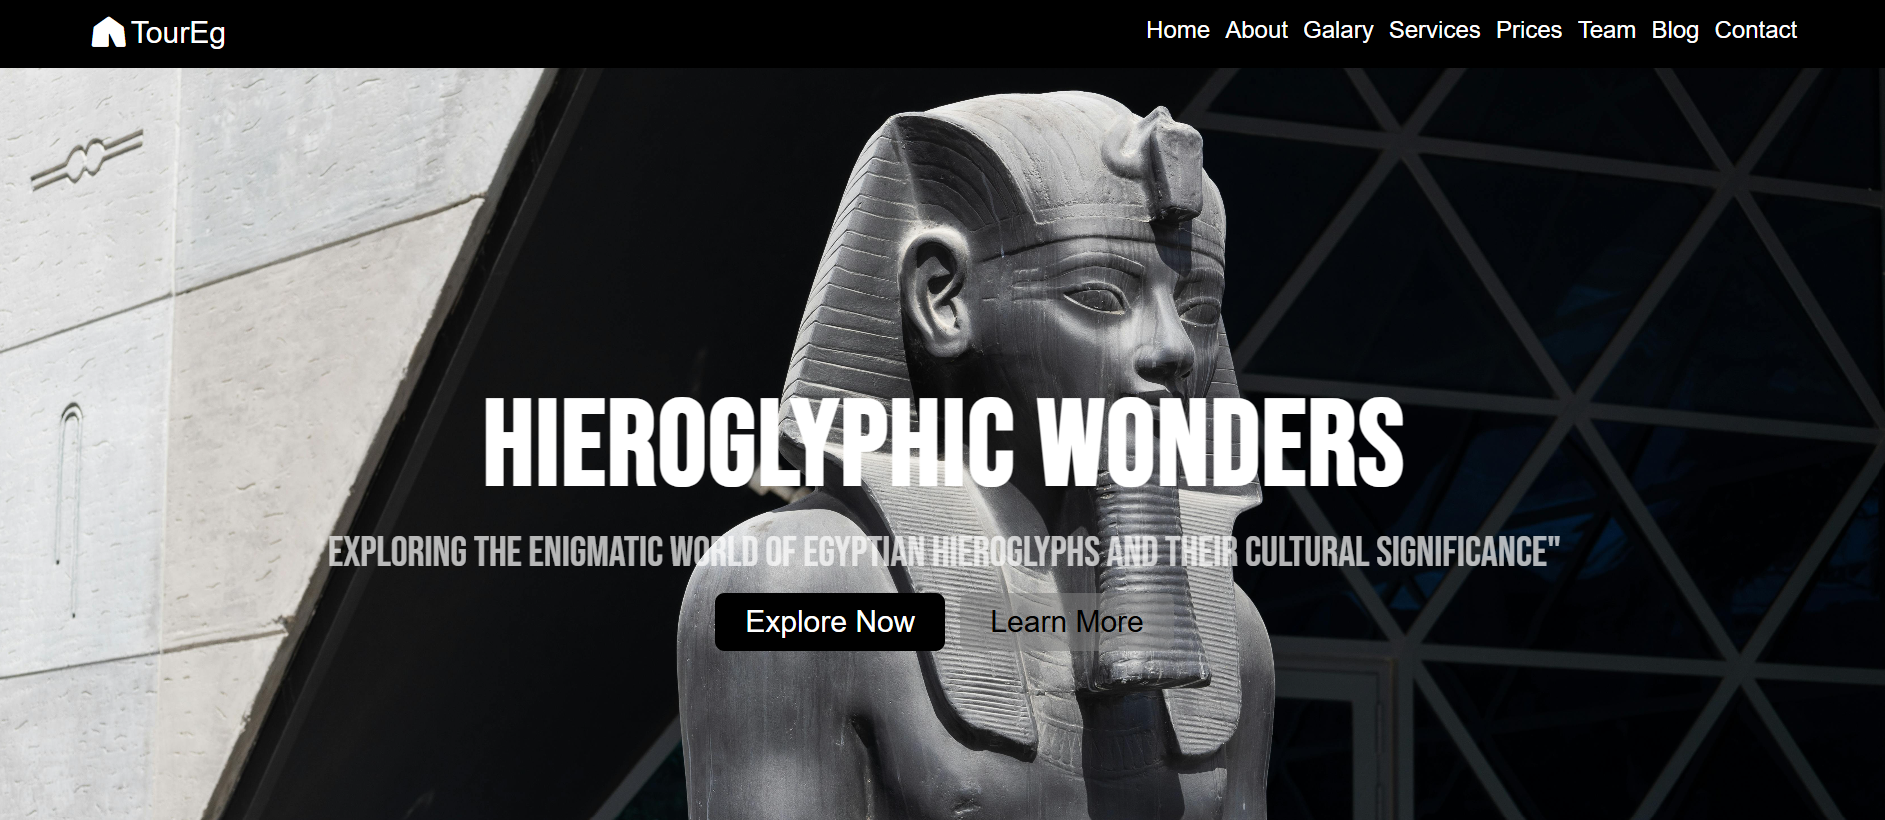 TourEg
Home About Galary Services Prices Team Blog Contact
HIEROGLYPHIC WONDERS
EXPLORING THE ENIGMATIC WORLD OF EGYPTIAN HIEROGLYPHS AND THEIR CULTURAL SIGNIFICANCE"
Explore Now
Learn More